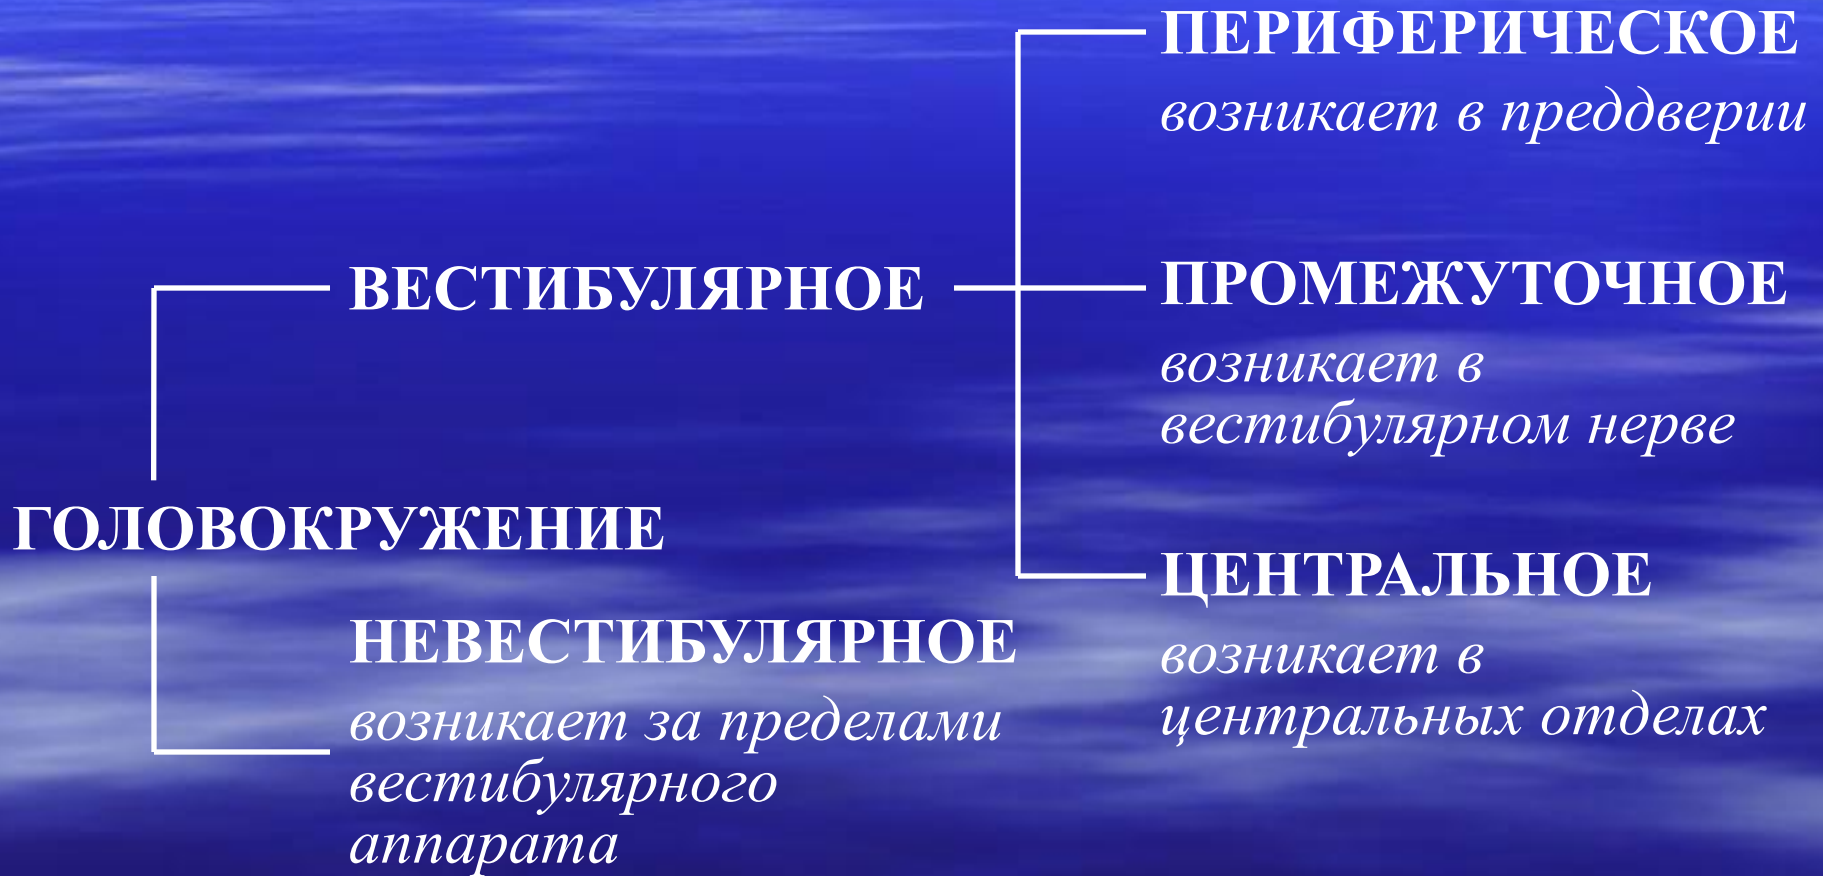 ГОЛОВОКРУЖЕНИЕ
ВЕСТИБУЛЯРНОЕ
ПЕРИФЕРИЧЕСКОЕ
возникает в преддверии
ПРОМЕЖУТОЧНОЕ
возникает в
вестибулярном нерве
ЦЕНТРАЛЬНОЕ
возникает в
центральных отделах
НЕВЕСТИБУЛЯРНОЕ
возникает за пределами
вестибулярного
аппарата